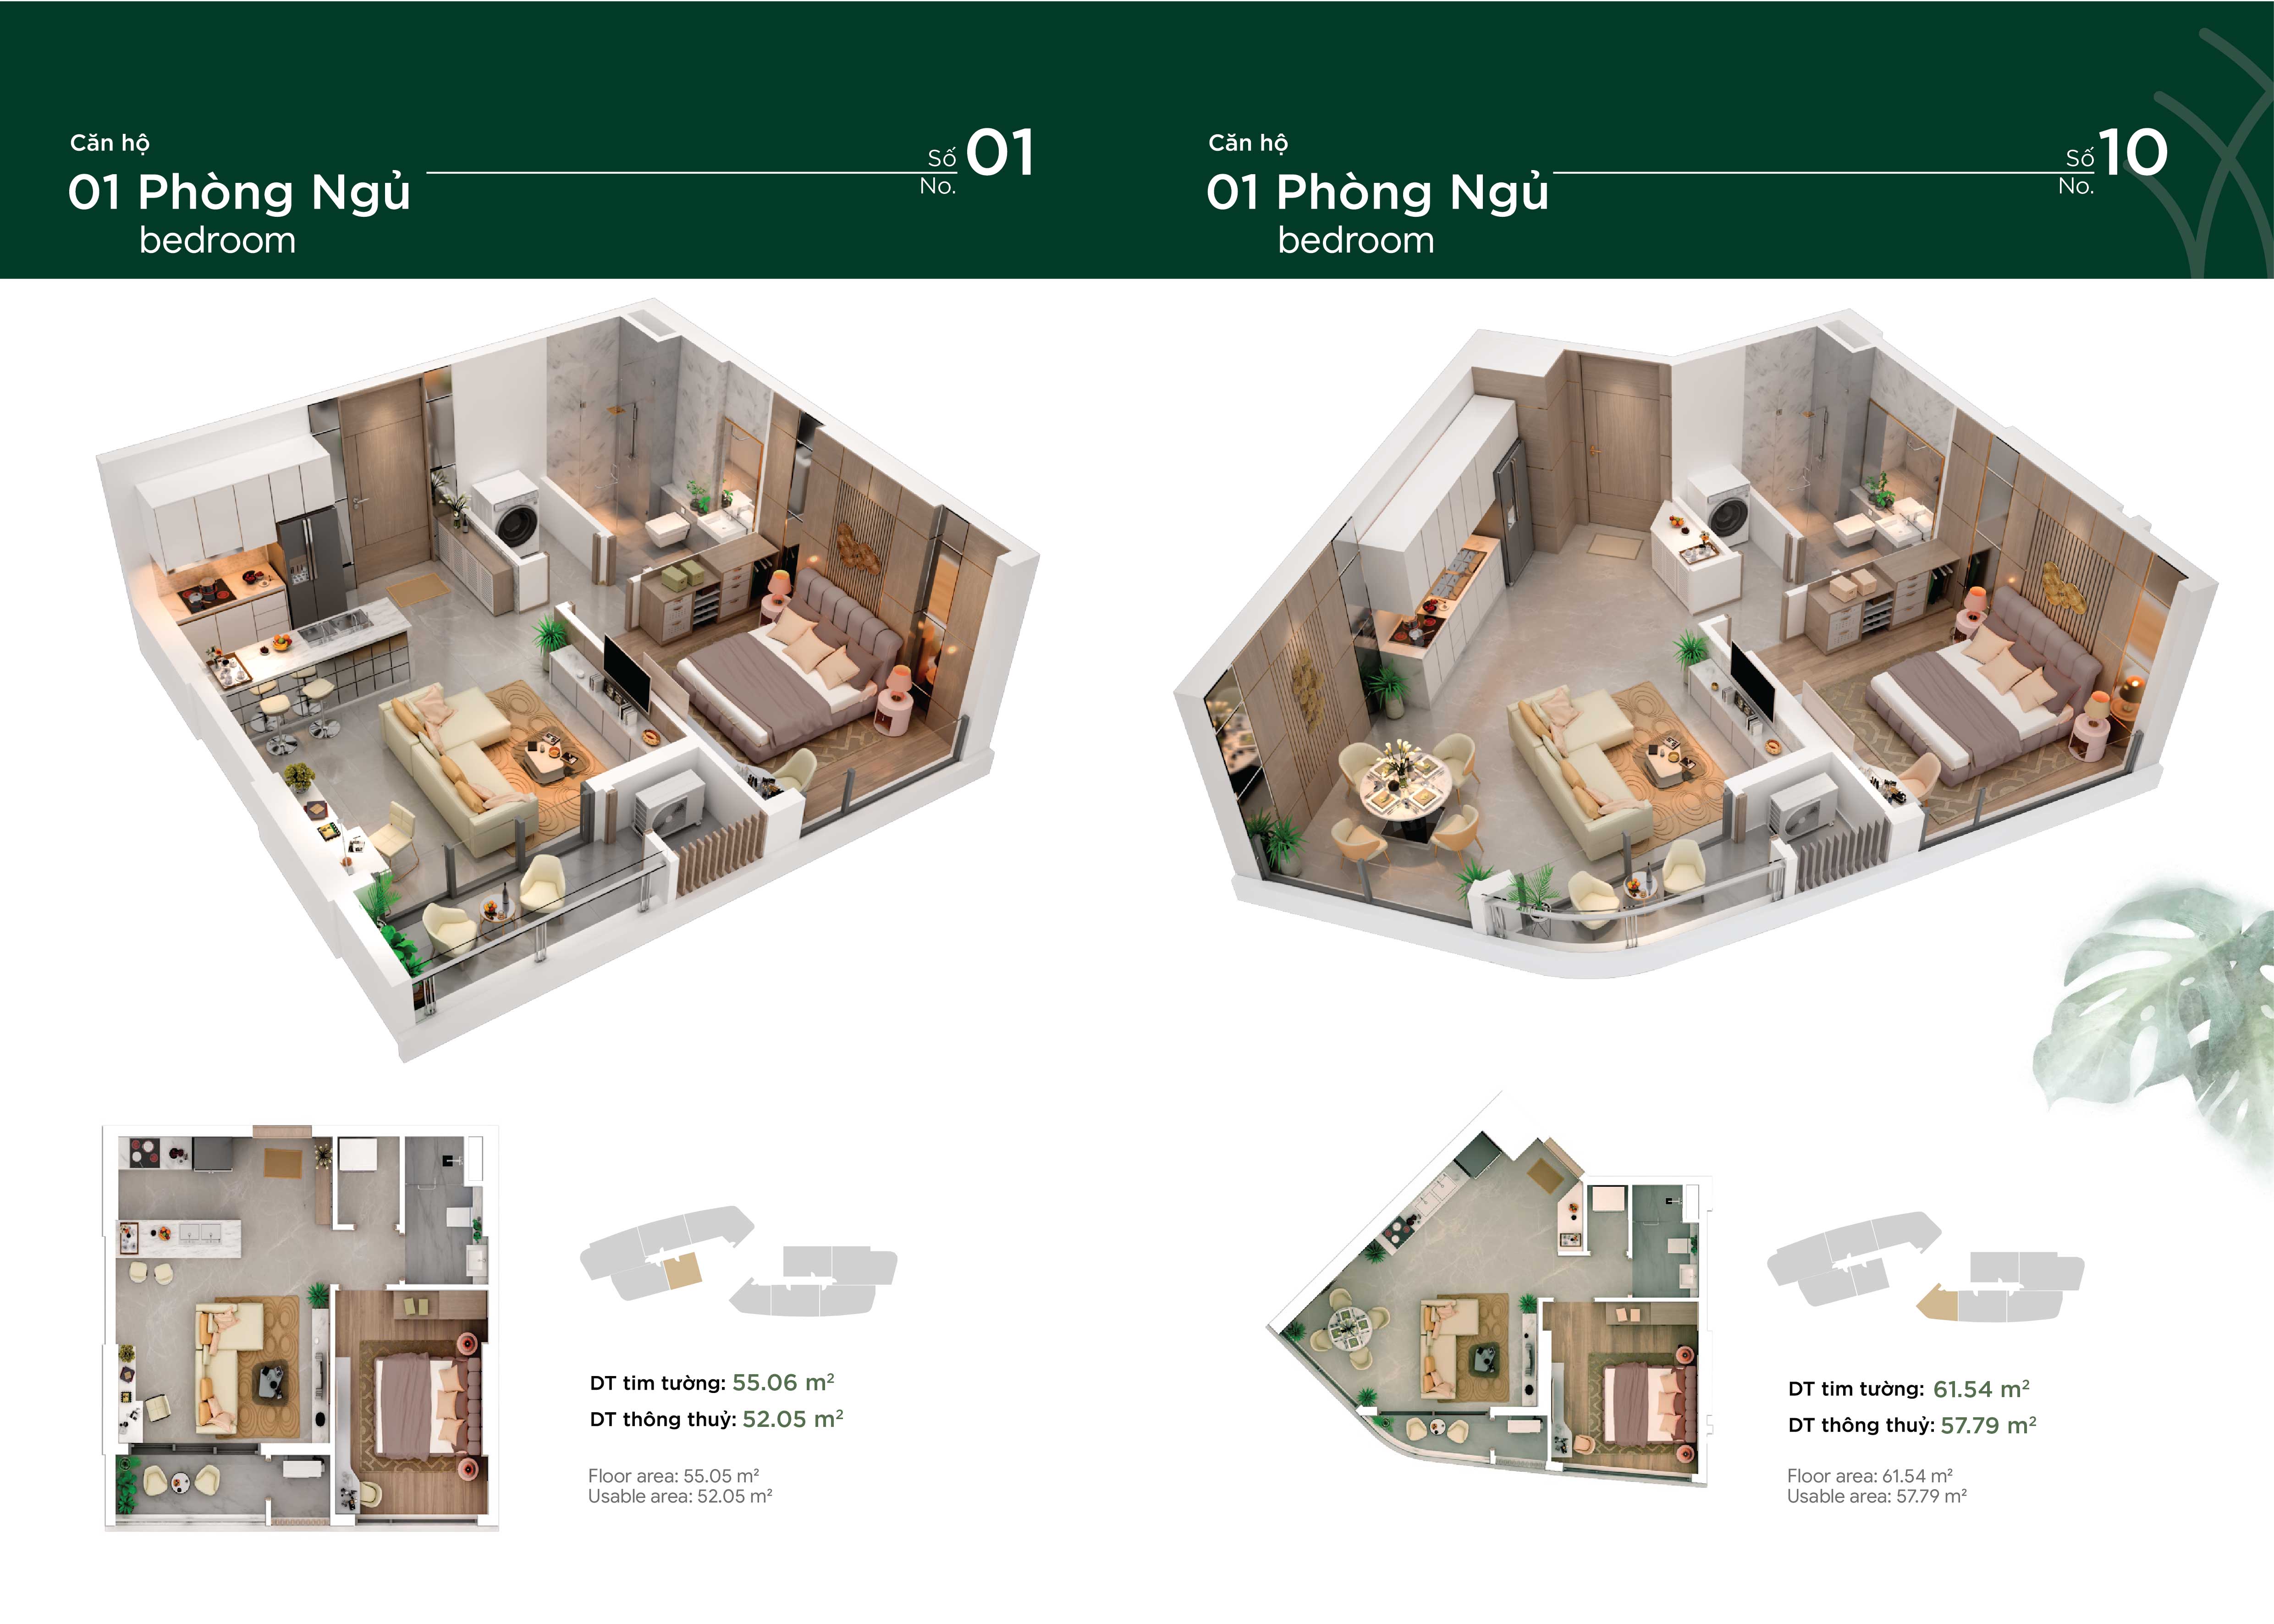 Căn hộ
01 Phòng Ngủ
bedroom
Số
No.
01
Căn hộ
01 Phòng Ngủ
bedroom
Số
No.
10
DT tim tường: 55.06 m²
DT thông thuỷ: 52.05 m²
Floor area: 55.05 m²
Usable area: 52.05 m²
DT tim tường: 61.54 m²
DT thông thuỷ: 57.79 m²
Floor area: 61.54 m²
Usable area: 57.79 m²